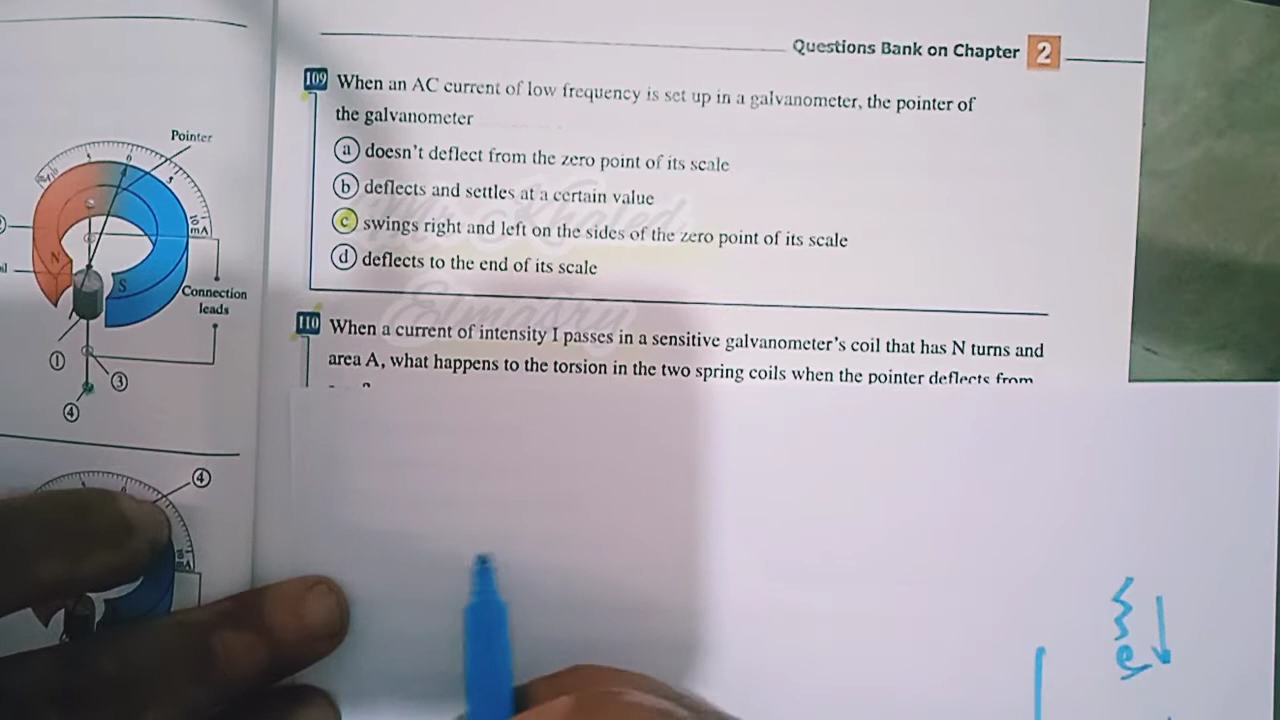 Questions Bank on Chapter 2
109 When an AC current of low frequency is set up in a galvanometer, the pointer of
the galvanometer
a doesn't deflect from the zero point of its scale
b deflects and settles at a certain value
c swings right and left on the sides of the zero point of its scale
d deflects to the end of its scale
110 When a current of intensity I passes in a sensitive galvanometer's coil that has N turns and
area A, what happens to the torsion in the two spring coils when the pointer deflects from
Pointer
0
5
10
mA
N
S
Connection
leads
1
3
4
4
Khaled
Elmasry